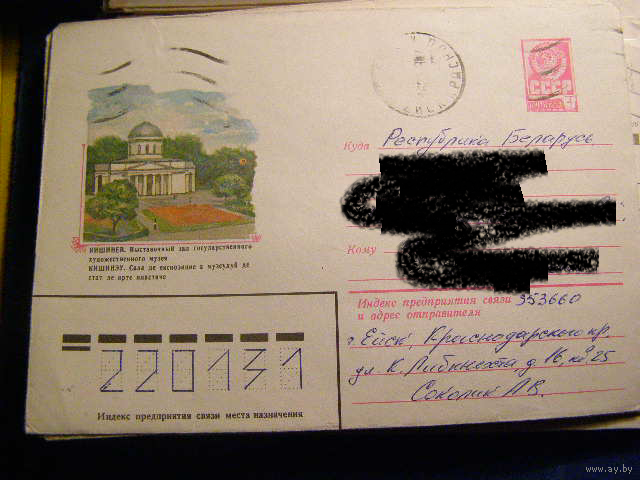 СССР
Куда Республика Беларусь
Кому
КИШИНЕВ. Выставочный зал государственного
художественного музея
КИШИНЭУ. Сала де експозицие а музеулуй де
стат де арте пластиче
Индекс предприятия связи 353660
и адрес отправителя
г. Ейск, Краснодарского кр.
ул. К. Либкнехта д. 16, кв 25
Соколик Л.В.
220131
Индекс предприятия связи места назначения
www.ay.by